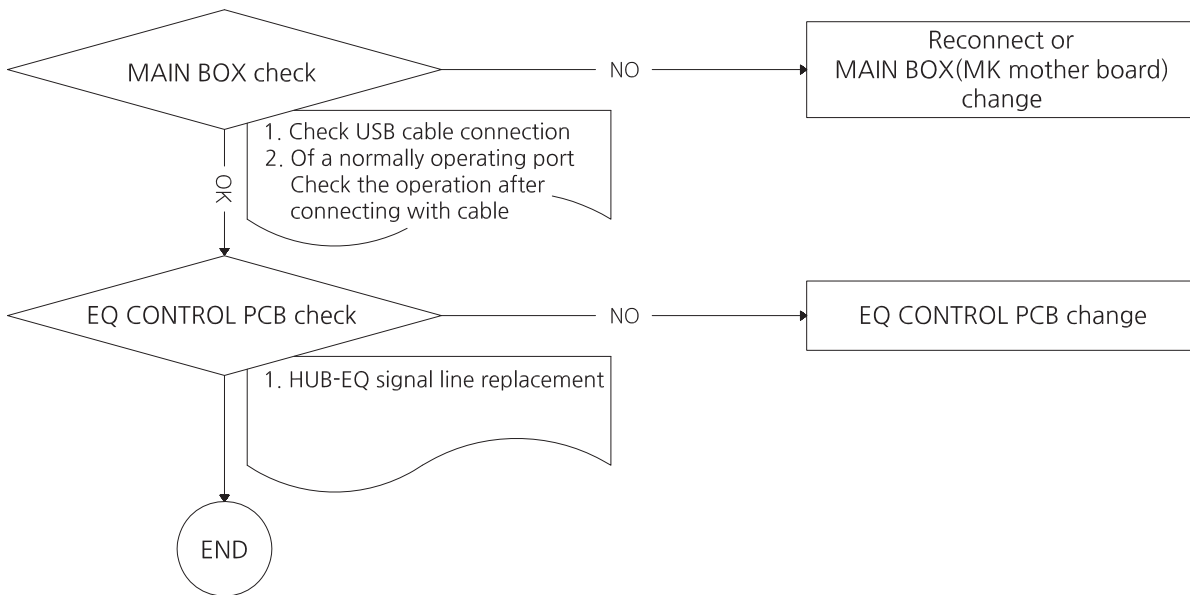 MAIN BOX check
NO
Reconnect or
MAIN BOX(MK mother board)
change
1. Check USB cable connection
2. Of a normally operating port
Check the operation after
connecting with cable
OK
EQ CONTROL PCB check
NO
EQ CONTROL PCB change
1. HUB-EQ signal line replacement
END